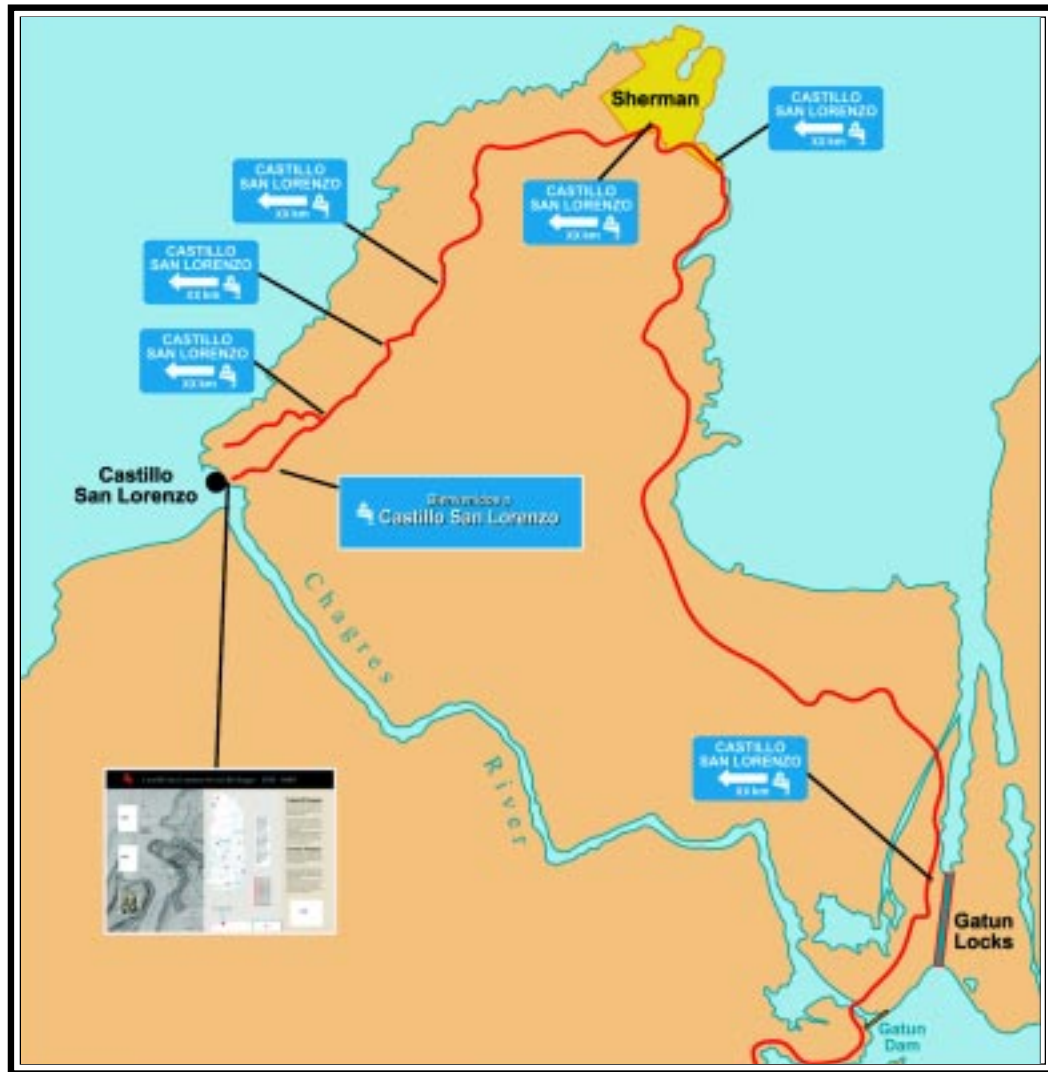 Sherman
CASTILLO
SAN LORENZO
XX km
CASTILLO
SAN LORENZO
XX km
CASTILLO
SAN LORENZO
XX km
CASTILLO
SAN LORENZO
XX km
CASTILLO
SAN LORENZO
XX km
Castillo
San Lorenzo
Bienvenidos a
Castillo San Lorenzo
Chagres
River
CASTILLO
SAN LORENZO
XX km
Gatun
Locks
Gatun
Dam